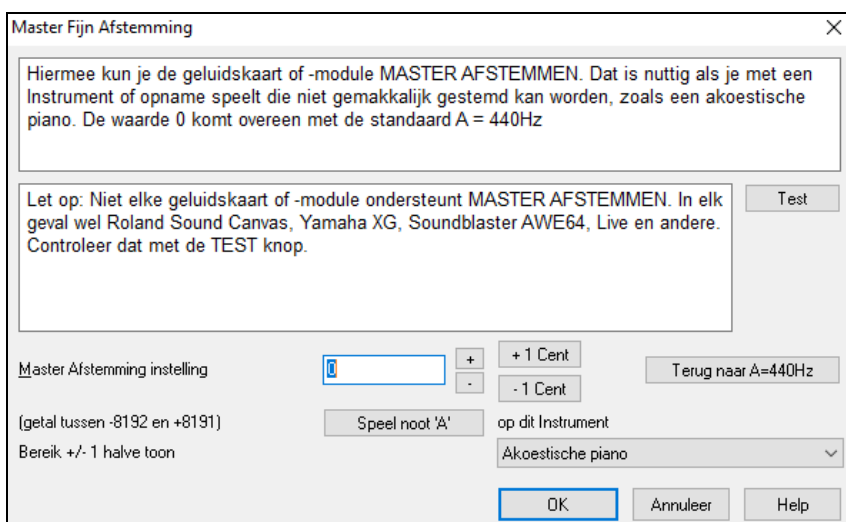 Master Fijn Afstemming
Hiermee kun je de geluidskaart of -module MASTER AFSTEMMEN. Dat is nuttig als je met een
Instrument of opname speelt die niet gemakkalijk gestemd kan worden, zoals een akoestische
piano. De waarde 0 komt overeen met de standaard A = 440Hz
Let op: Niet elke geluidskaart of -module ondersteunt MASTER AFSTEMMEN. In elk
geval wel Roland Sound Canvas, Yamaha XG, Soundblaster AWE64, Live en andere.
Controleer dat met de TEST knop.
Test
Master Afstemming instelling
0
+
-
+ 1 Cent
- 1 Cent
Terug naar A=440Hz
(getal tussen -8192 en +8191)
Speel noot 'A'
op dit Instrument
Bereik +/- 1 halve toon
Akoestische piano
OK
Annuleer
Help